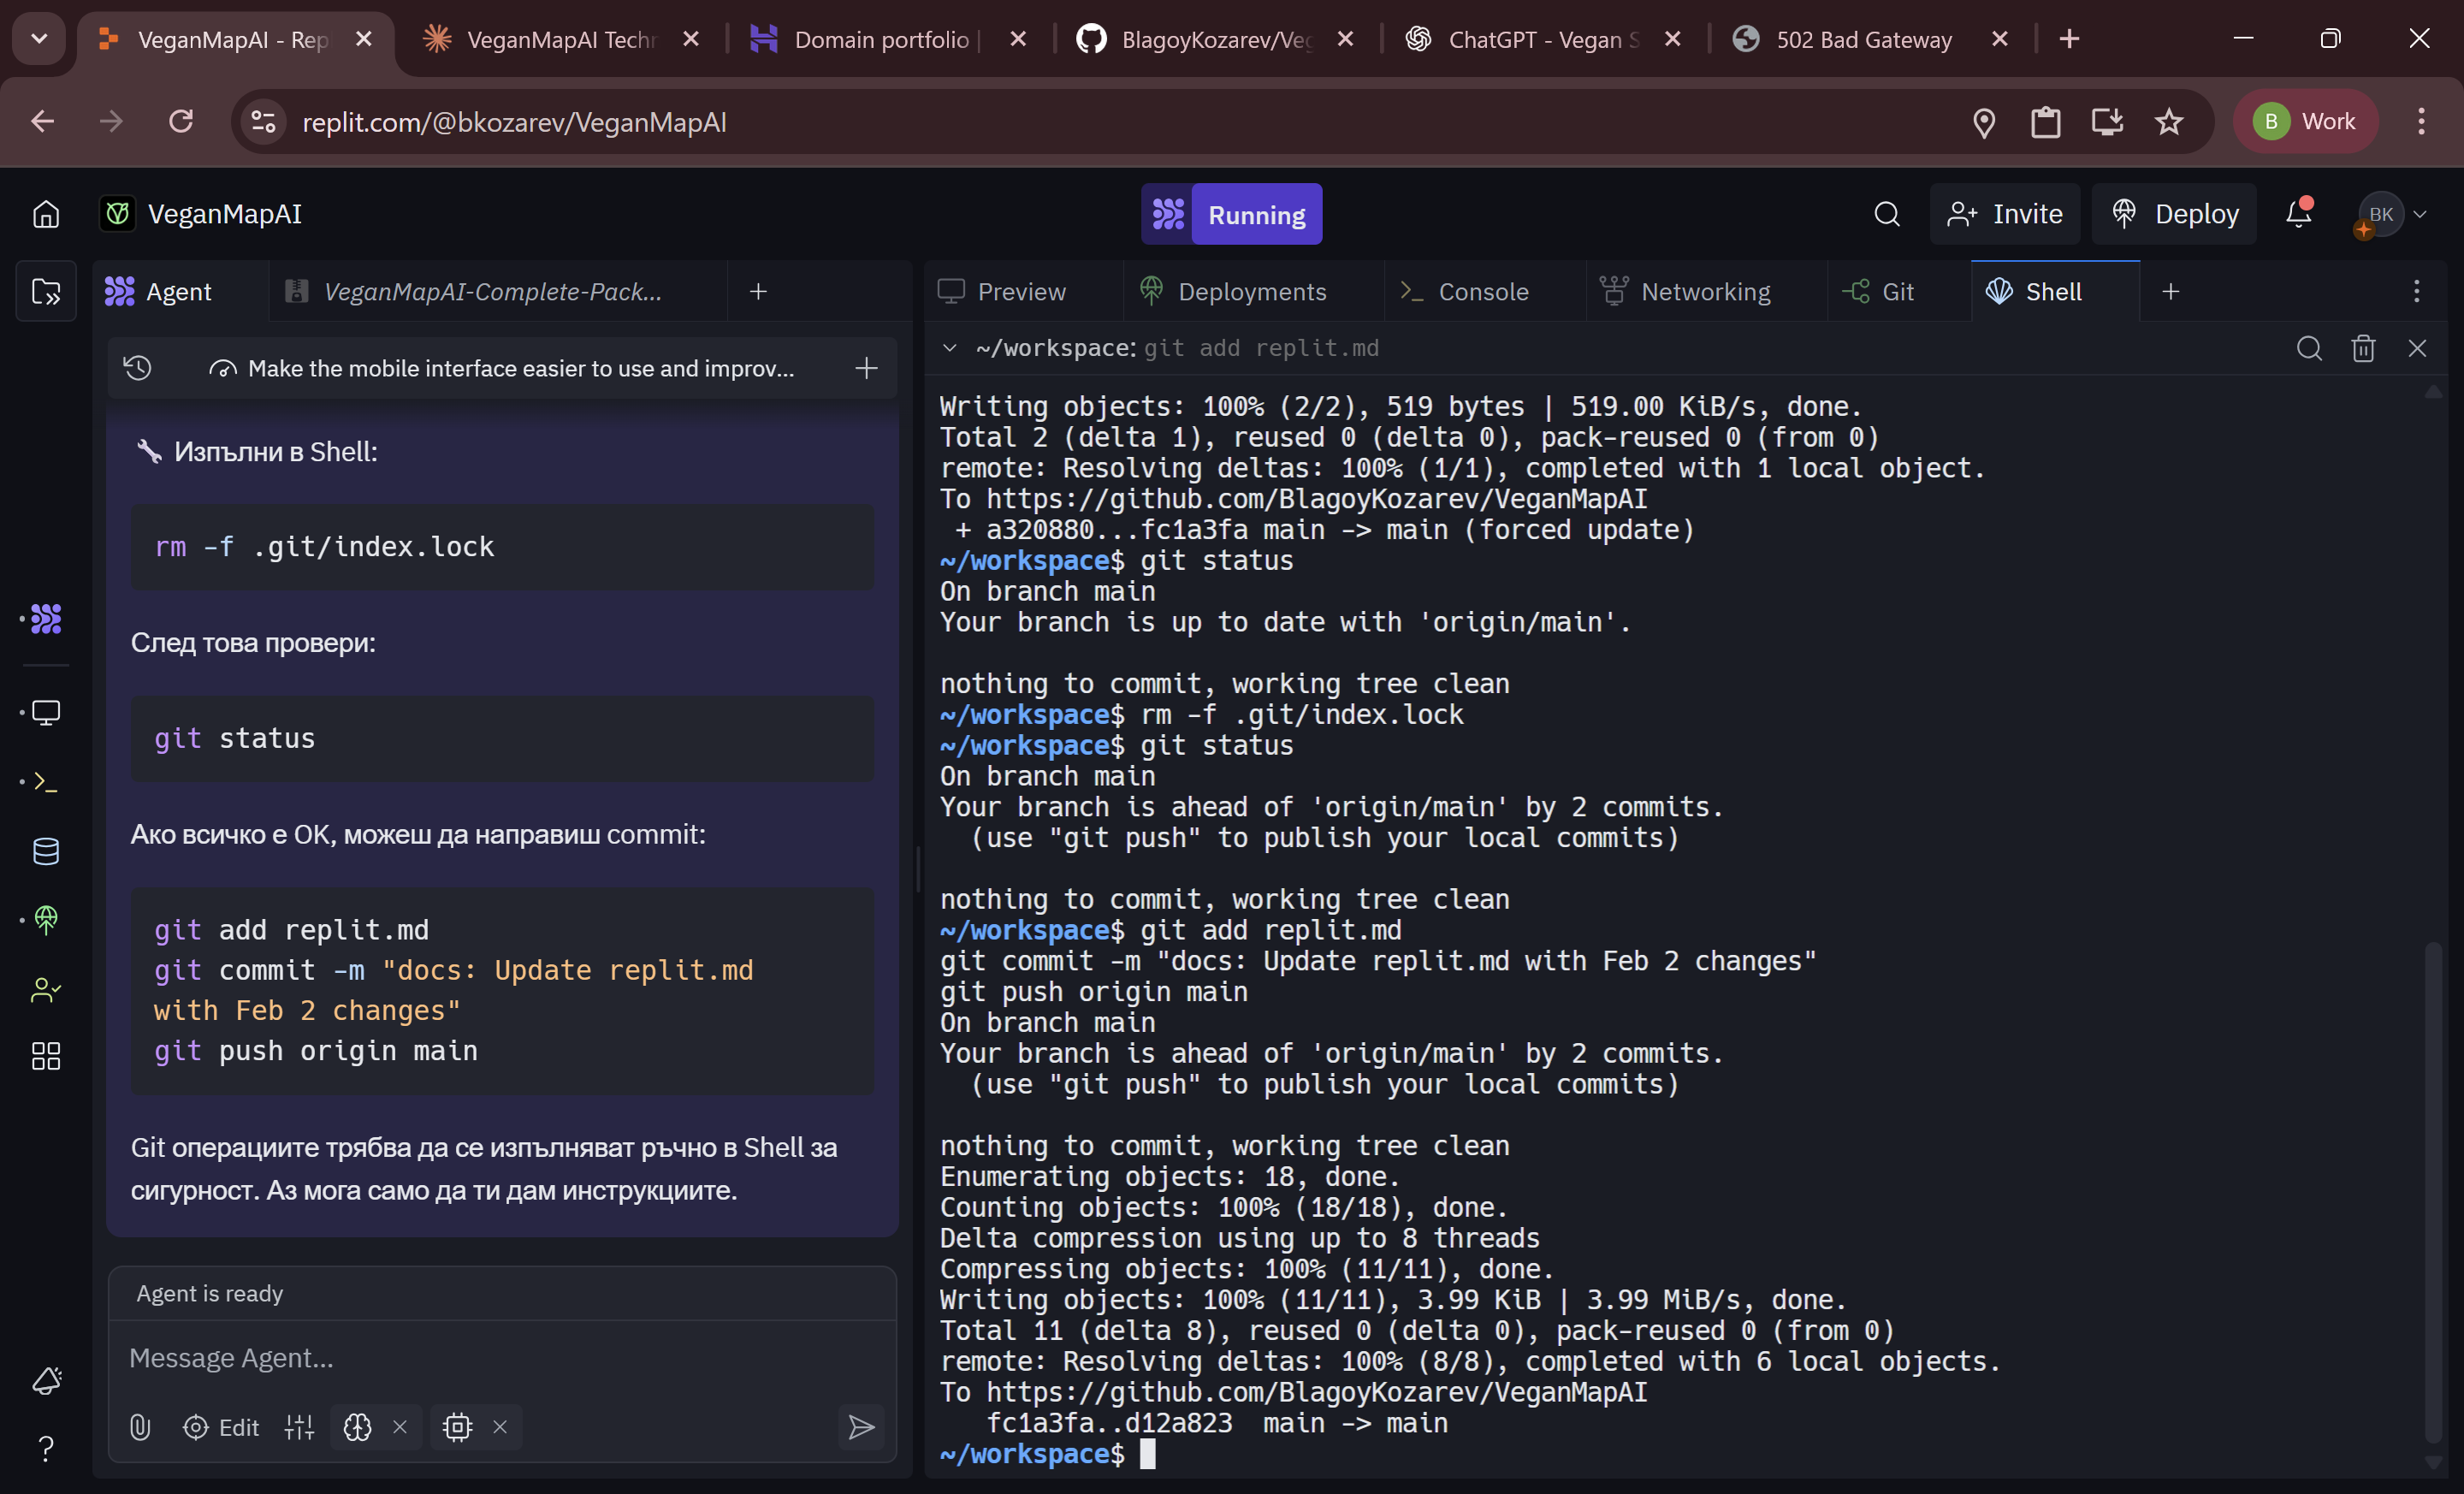 VeganMapAI - Rep
VeganMapAI Techr
Domain portfolio
BlagoyKozarev/Veg
ChatGPT - Vegan S
502 Bad Gateway
replit.com/@bkozarev/VeganMapAI
B
Work
VeganMapAI
Running
Invite
Deploy
BK
Agent
VeganMapAI-Complete-Pack...
Preview
Deployments
Console
Networking
Git
Shell
Make the mobile interface easier to use and improv...
🔧 Изпълни в Shell:
rm -f .git/index.lock
След това провери:
git status
Ако всичко е OK, можеш да направиш commit:
git add replit.md
git commit -m "docs: Update replit.md
with Feb 2 changes"
git push origin main
Git операциите трябва да се изпълняват ръчно в Shell за
сигурност. Аз мога само да ти дам инструкциите.
Agent is ready
Message Agent...
Edit
~/workspace: git add replit.md
Writing objects: 100% (2/2), 519 bytes | 519.00 KiB/s, done.
Total 2 (delta 1), reused 0 (delta 0), pack-reused 0 (from 0)
remote: Resolving deltas: 100% (1/1), completed with 1 local object.
To https://github.com/BlagoyKozarev/VeganMapAI
 + a320880...fc1a3fa main -> main (forced update)
~/workspace$ git status
On branch main
Your branch is up to date with 'origin/main'.
nothing to commit, working tree clean
~/workspace$ rm -f .git/index.lock
~/workspace$ git status
On branch main
Your branch is ahead of 'origin/main' by 2 commits.
  (use "git push" to publish your local commits)
nothing to commit, working tree clean
~/workspace$ git add replit.md
git commit -m "docs: Update replit.md with Feb 2 changes"
git push origin main
On branch main
Your branch is ahead of 'origin/main' by 2 commits.
  (use "git push" to publish your local commits)
nothing to commit, working tree clean
Enumerating objects: 18, done.
Counting objects: 100% (18/18), done.
Delta compression using up to 8 threads
Compressing objects: 100% (11/11), done.
Writing objects: 100% (11/11), 3.99 KiB | 3.99 MiB/s, done.
Total 11 (delta 8), reused 0 (delta 0), pack-reused 0 (from 0)
remote: Resolving deltas: 100% (8/8), completed with 6 local objects.
To https://github.com/BlagoyKozarev/VeganMapAI
   fc1a3fa..d12a823  main -> main
~/workspace$